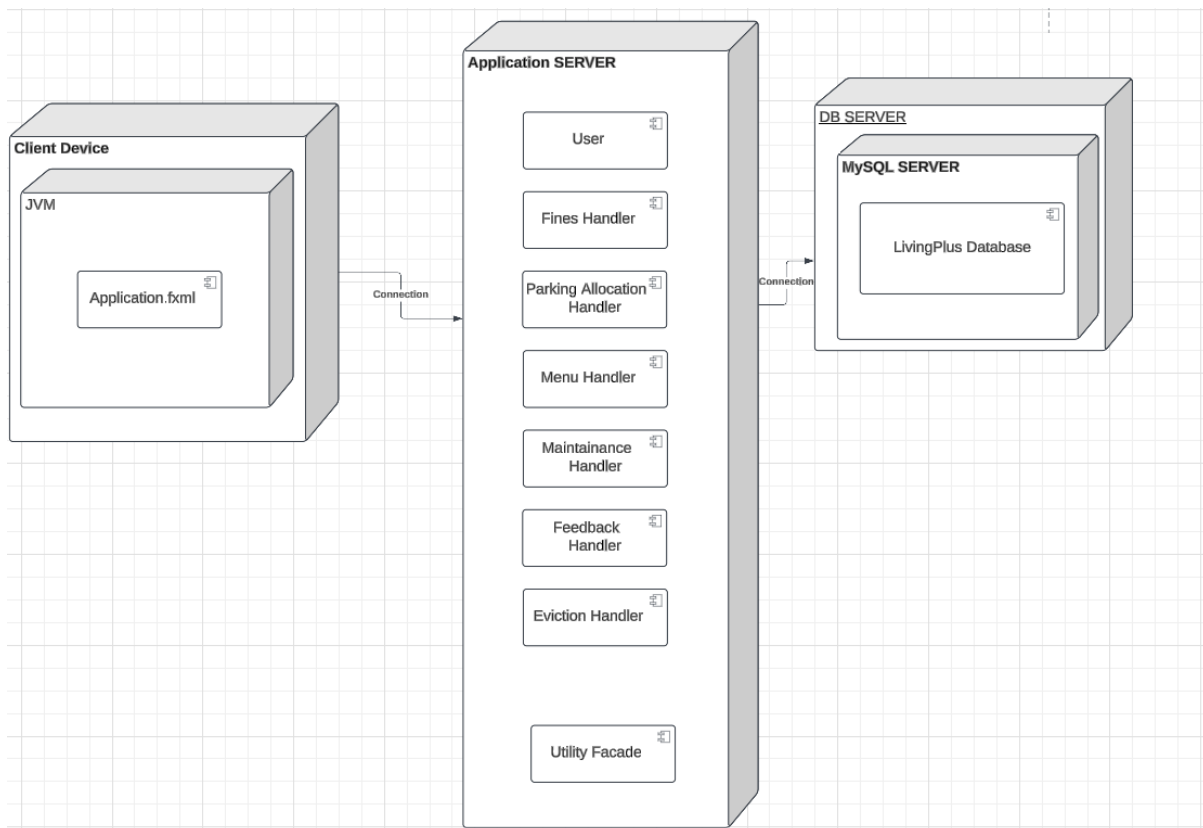 Client Device
JVM
Application.fxml
Connection
Application SERVER
User
Fines Handler
Parking Allocation
Handler
Menu Handler
Maintainance
Handler
Feedback
Handler
Eviction Handler
Utility Facade
Connection
DB SERVER
MySQL SERVER
LivingPlus Database